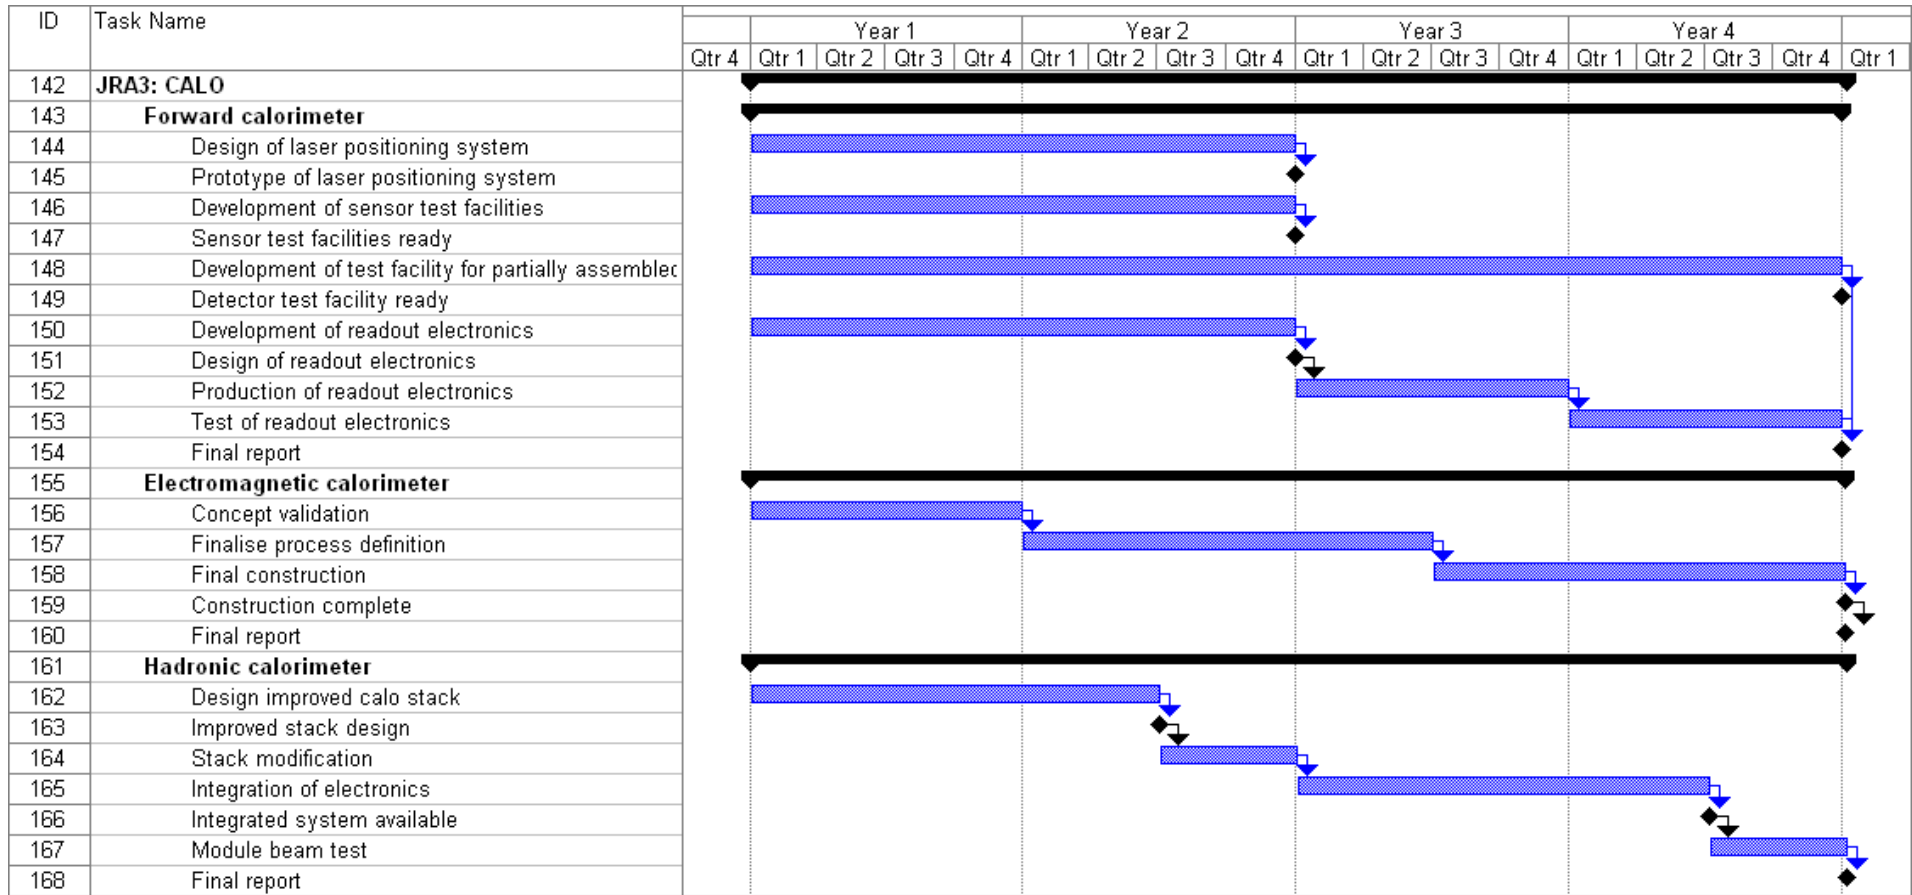 ID Task Name
Year 1 Year 2 Year 3 Year 4
Qtr 4 Qtr 1 Qtr 2 Qtr 3 Qtr 4 Qtr 1 Qtr 2 Qtr 3 Qtr 4 Qtr 1 Qtr 2 Qtr 3 Qtr 4 Qtr 1 Qtr 2 Qtr 3 Qtr 4 Qtr 1
142 JRA3: CALO
143 Forward calorimeter
144 Design of laser positioning system
145 Prototype of laser positioning system
146 Development of sensor test facilities
147 Sensor test facilities ready
148 Development of test facility for partially assembled
149 Detector test facility ready
150 Development of readout electronics
151 Design of readout electronics
152 Production of readout electronics
153 Test of readout electronics
154 Final report
155 Electromagnetic calorimeter
156 Concept validation
157 Finalise process definition
158 Final construction
159 Construction complete
160 Final report
161 Hadronic calorimeter
162 Design improved calo stack
163 Improved stack design
164 Stack modification
165 Integration of electronics
166 Integrated system available
167 Module beam test
168 Final report